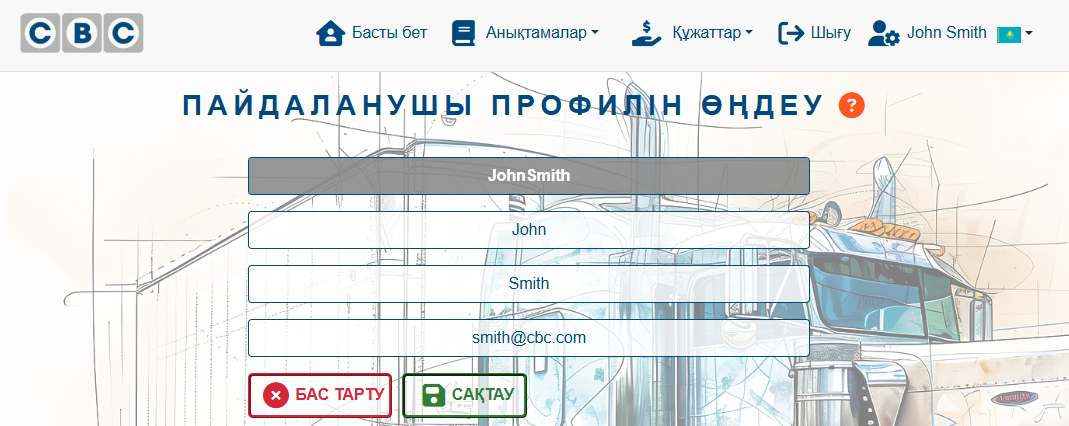 CBC
Басты бет Анықтамалар Құжаттар Шығу John Smith
ПАЙДАЛАНУШЫ ПРОФИЛІН ӨҢДЕУ ?
JohnSmith
John
Smith
smith@cbc.com
БАС ТАРТУ САҚТАУ